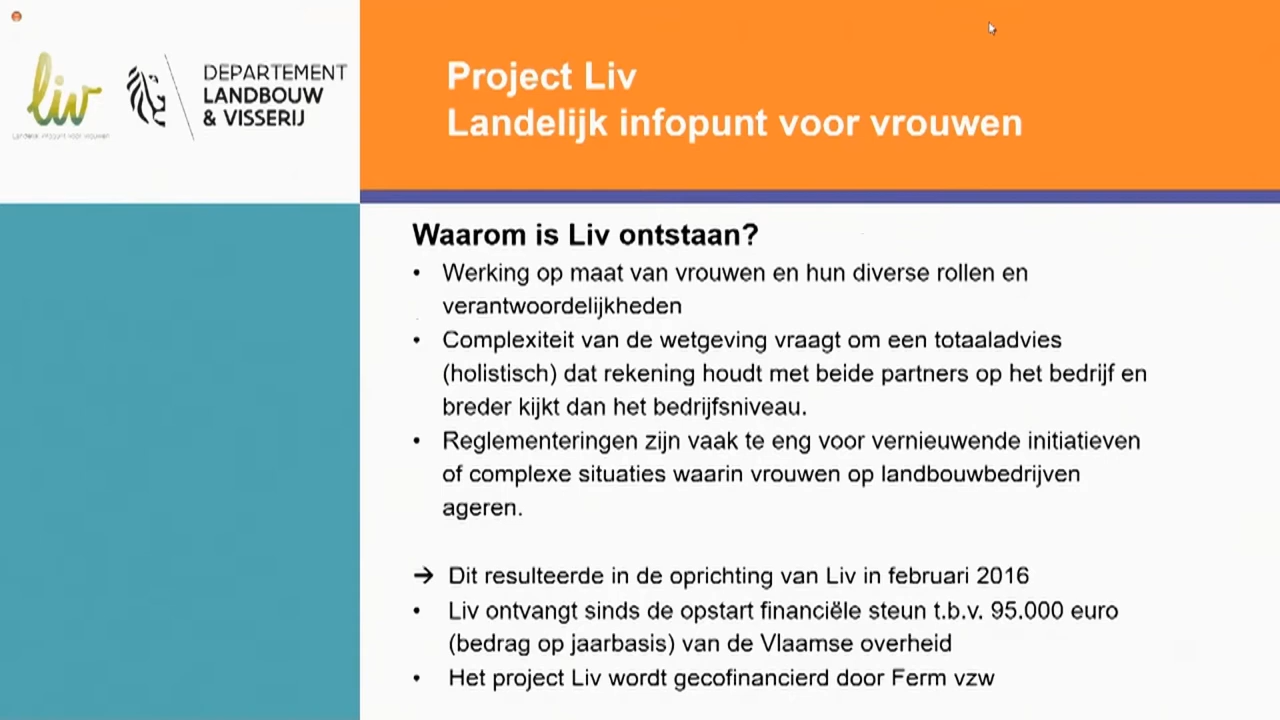 liv
Landelijk infopunt voor vrouwen
DEPARTEMENT
LANDBOUW
& VISSERIJ
Project Liv
Landelijk infopunt voor vrouwen
Waarom is Liv ontstaan?
• Werking op maat van vrouwen en hun diverse rollen en
verantwoordelijkheden
• Complexiteit van de wetgeving vraagt om een totaaladvies
(holistisch) dat rekening houdt met beide partners op het bedrijf en
breder kijkt dan het bedrijfsniveau.
• Reglementeringen zijn vaak te eng voor vernieuwende initiatieven
of complexe situaties waarin vrouwen op landbouwbedrijven
ageren.
→ Dit resulteerde in de oprichting van Liv in februari 2016
• Liv ontvangt sinds de opstart financiële steun t.b.v. 95.000 euro
(bedrag op jaarbasis) van de Vlaamse overheid
• Het project Liv wordt gecofinancierd door Ferm vzw